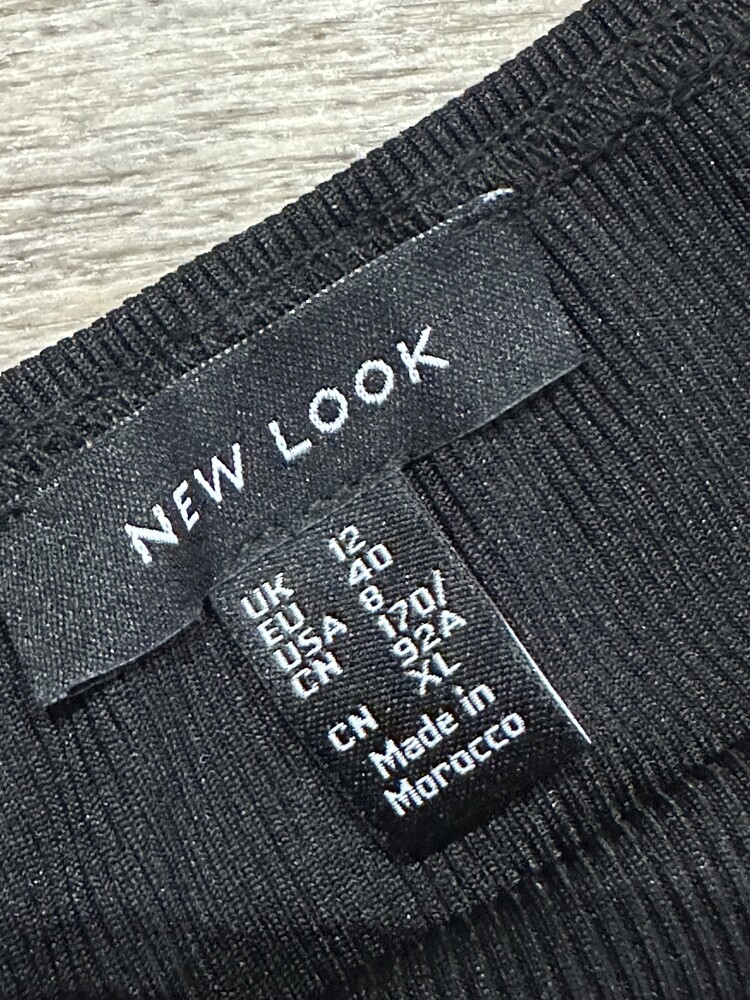 NEW LOOK
UK 12
EU 40
USA 8
CN 170/
92A
CN XL
Made in
Morocco